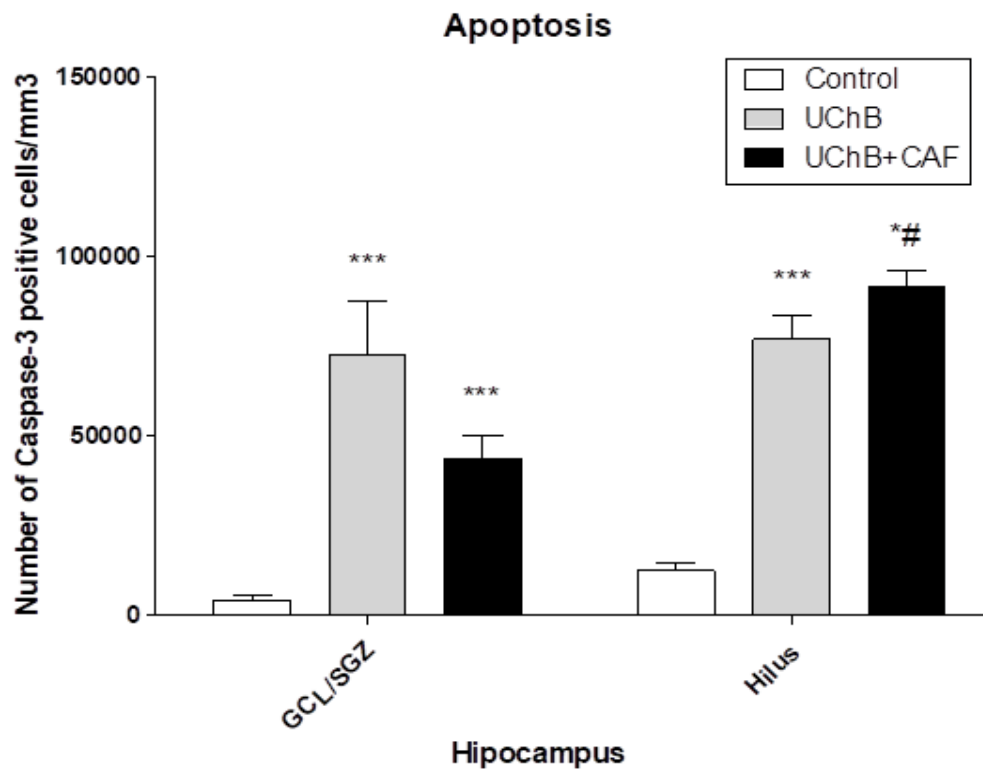 Apoptosis
Number of Caspase-3 positive cells/mm3
150000
100000
50000
0
Control
UChB
UChB+CAF
***
***
***
*#
GCL/SGZ
Hilus
Hipocampus